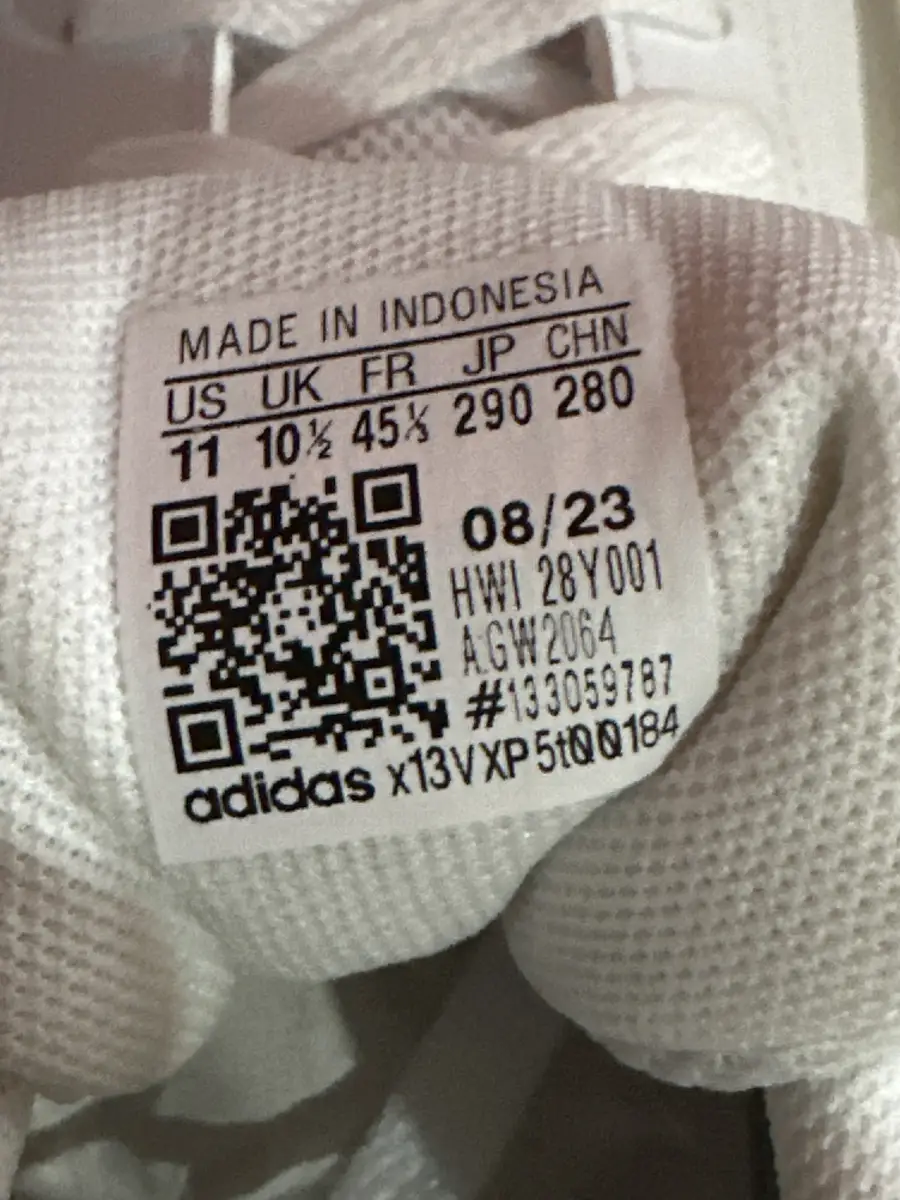 MADE IN INDONESIA
US UK FR JP CHN
11 10½ 45⅓ 290 280
08/23
HWI 28Y001
A:GW2064
#133059787
adidas x13VXP5tQQ184